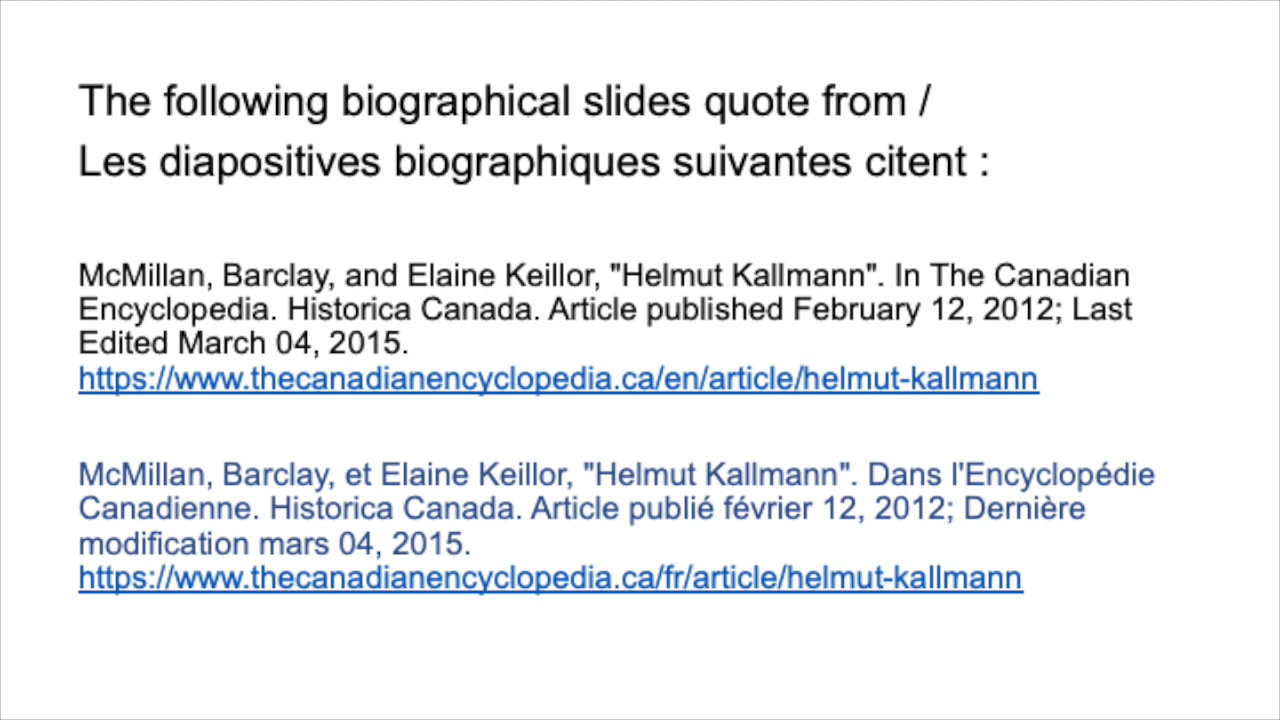 The following biographical slides quote from /
Les diapositives biographiques suivantes citent :
McMillan, Barclay, and Elaine Keillor, "Helmut Kallmann". In The Canadian
Encyclopedia. Historica Canada. Article published February 12, 2012; Last
Edited March 04, 2015.
https://www.thecanadianencyclopedia.ca/en/article/helmut-kallmann
McMillan, Barclay, et Elaine Keillor, "Helmut Kallmann". Dans l'Encyclopédie
Canadienne. Historica Canada. Article publié février 12, 2012; Dernière
modification mars 04, 2015.
https://www.thecanadianencyclopedia.ca/fr/article/helmut-kallmann